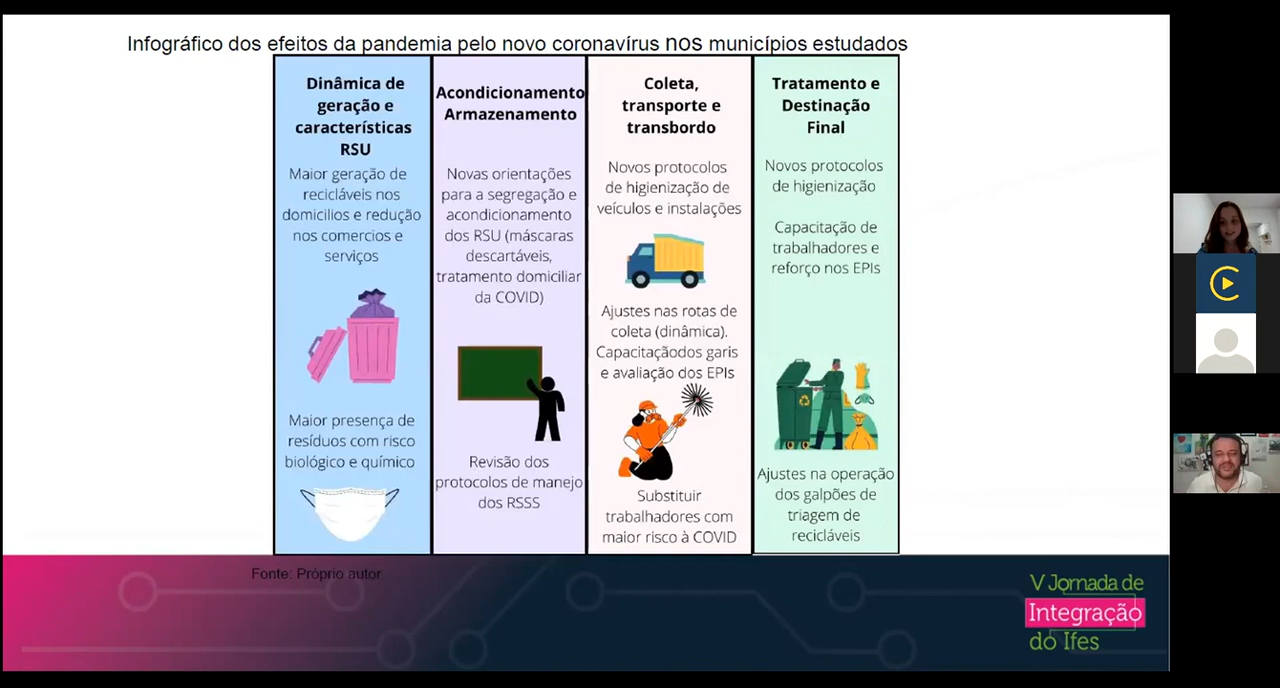 Infográfico dos efeitos da pandemia pelo novo coronavírus nos municípios estudados
Dinâmica de
geração e
características
RSU
Maior geração de
recicláveis nos
domicilios e redução
nos comercios e
serviços
Maior presença de
resíduos com risco
biológico e químico
Acondicionamento
Armazenamento
Novas orientações
para a segregação e
acondicionamento
dos RSU (máscaras
descartáveis,
tratamento domiciliar
da COVID)
Revisão dos
protocolos de manejo
dos RSSS
Coleta,
transporte e
transbordo
Novos protocolos
de higienização de
veículos e instalações
Ajustes nas rotas de
coleta (dinâmica).
Capacitaçãodos garis
e avaliação dos EPIs
Substituir
trabalhadores com
maior risco à COVID
Tratamento e
Destinação
Final
Novos protocolos
de higienização
Capacitação de
trabalhadores e
reforço nos EPIs
Ajustes na operação
dos galpões de
triagem de
recicláveis
Fonte: Próprio autor.
V Jornada de
Integração
do Ifes